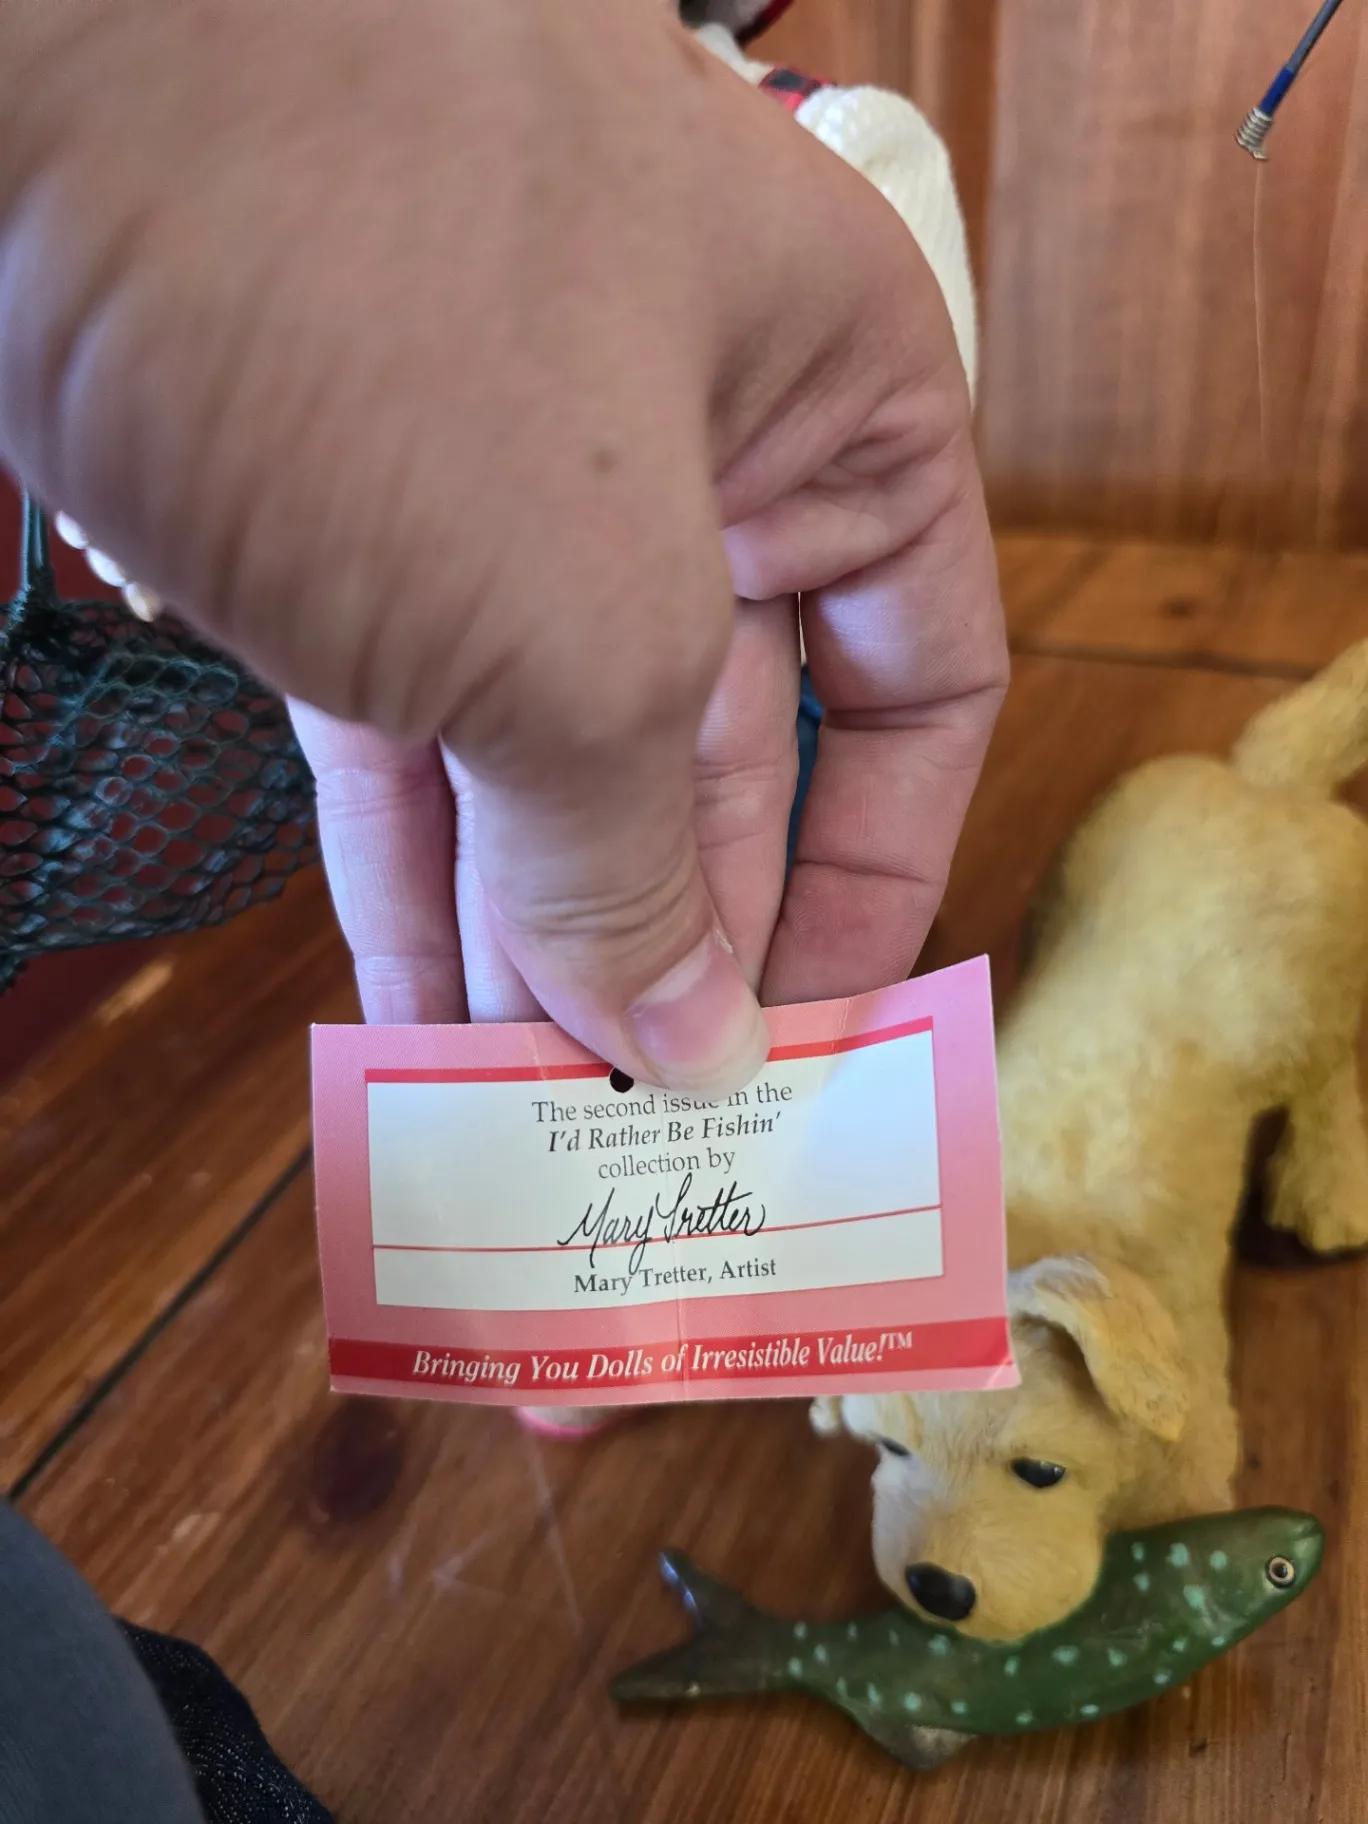 The second issue in the
I'd Rather Be Fishin'
collection by
Mary Tretter
Mary Tretter, Artist
Bringing You Dolls of Irresistible Value!™